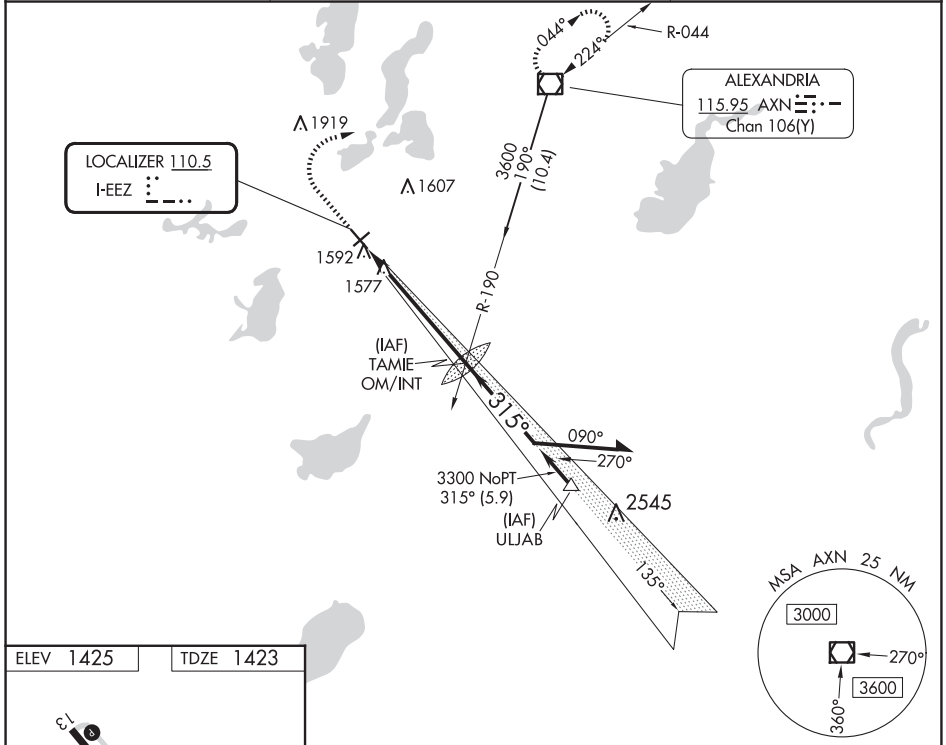 044°
224°
R-044
ALEXANDRIA
115.95 AXN
Chan 106(Y)
1919
LOCALIZER 110.5
I-EEZ
1607
3600
190°
(10.4)
1592
1577
R-190
(IAF)
TAMIE
OM/INT
315°
090°
270°
3300 NoPT
315° (5.9)
(IAF)
ULJAB
2545
135°
MSA AXN 25 NM
3000
270°
3600
360°
ELEV 1425
TDZE 1423
13
P